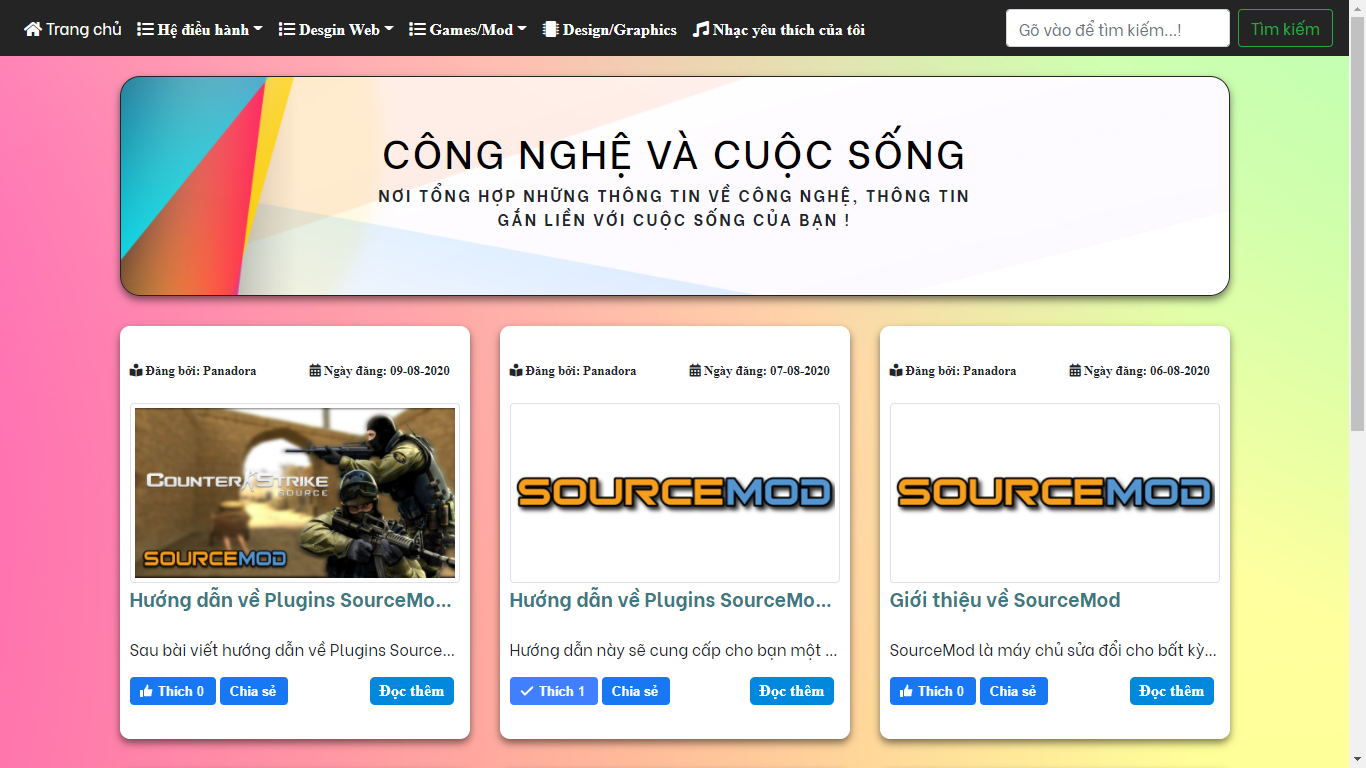 Trang chủ Hệ điều hành Desgin Web Games/Mod Design/Graphics Nhạc yêu thích của tôi Gõ vào để tìm kiếm...! Tìm kiếm
CÔNG NGHỆ VÀ CUỘC SỐNG
NƠI TỔNG HỢP NHỮNG THÔNG TIN VỀ CÔNG NGHỆ, THÔNG TIN
GẮN LIỀN VỚI CUỘC SỐNG CỦA BẠN !
Đăng bởi: Panadora Ngày đăng: 09-08-2020
COUNTER STRIKE
SOURCE
SOURCEMOD
Hướng dẫn về Plugins SourceMo...
Sau bài viết hướng dẫn về Plugins Source...
Thích 0 Chia sẻ Đọc thêm
Đăng bởi: Panadora Ngày đăng: 07-08-2020
SOURCEMOD
Hướng dẫn về Plugins SourceMo...
Hướng dẫn này sẽ cung cấp cho bạn một ...
Thích 1 Chia sẻ Đọc thêm
Đăng bởi: Panadora Ngày đăng: 06-08-2020
SOURCEMOD
Giới thiệu về SourceMod
SourceMod là máy chủ sửa đổi cho bất kỳ...
Thích 0 Chia sẻ Đọc thêm